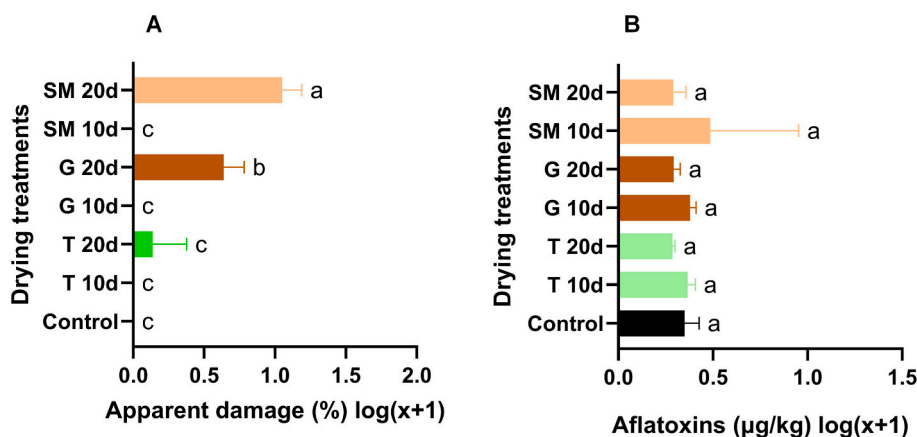 A
Drying treatments
SM 20d
a
SM 10d
c
G 20d
b
G 10d
c
T 20d
c
T 10d
c
Control
c
0.0 0.5 1.0 1.5 2.0
Apparent damage (%) log(x+1)
B
Drying treatments
SM 20d
a
SM 10d
a
G 20d
a
G 10d
a
T 20d
a
T 10d
a
Control
a
0.0 0.5 1.0 1.5
Aflatoxins (μg/kg) log(x+1)